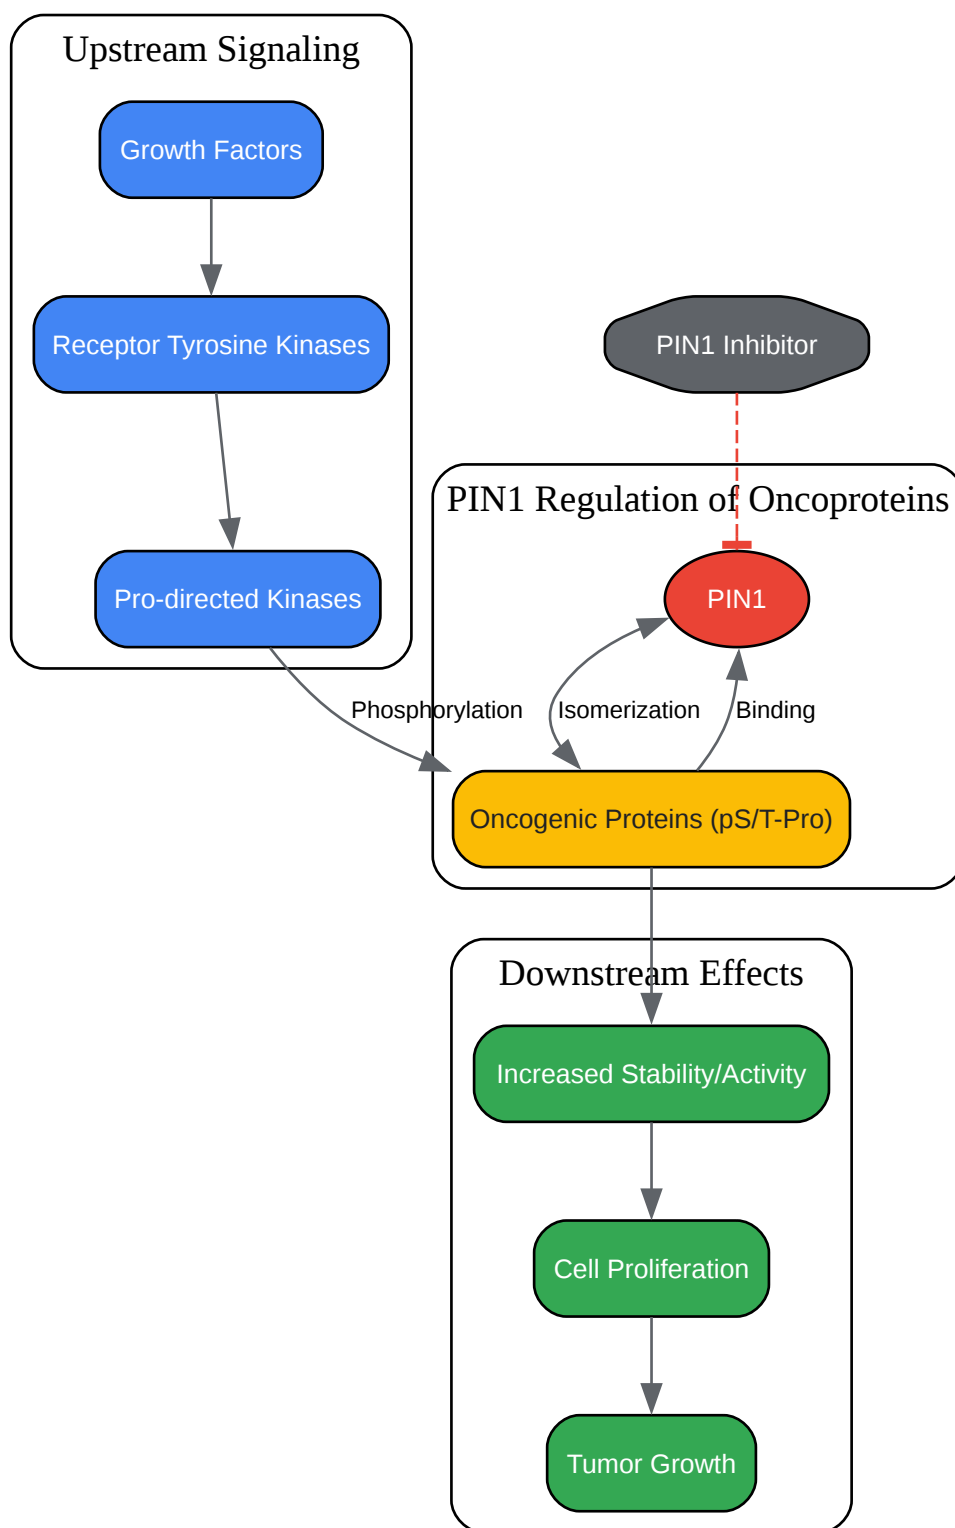 Upstream Signaling
Growth Factors
Receptor Tyrosine Kinases
PIN1 Inhibitor
PIN1 Regulation of Oncoproteins
Pro-directed Kinases
PIN1
Phosphorylation
Isomerization
Binding
Oncogenic Proteins (pS/T-Pro)
Downstream Effects
Increased Stability/Activity
Cell Proliferation
Tumor Growth